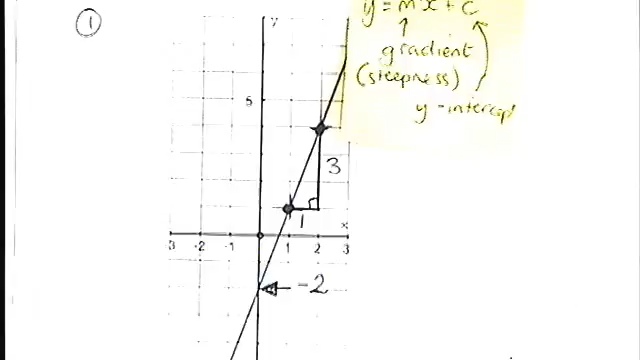 ①
y = mx + c
gradient
(steepness)
y-intercept
y
5
3
1
x
-3 -2 -1 1 2 3
-2